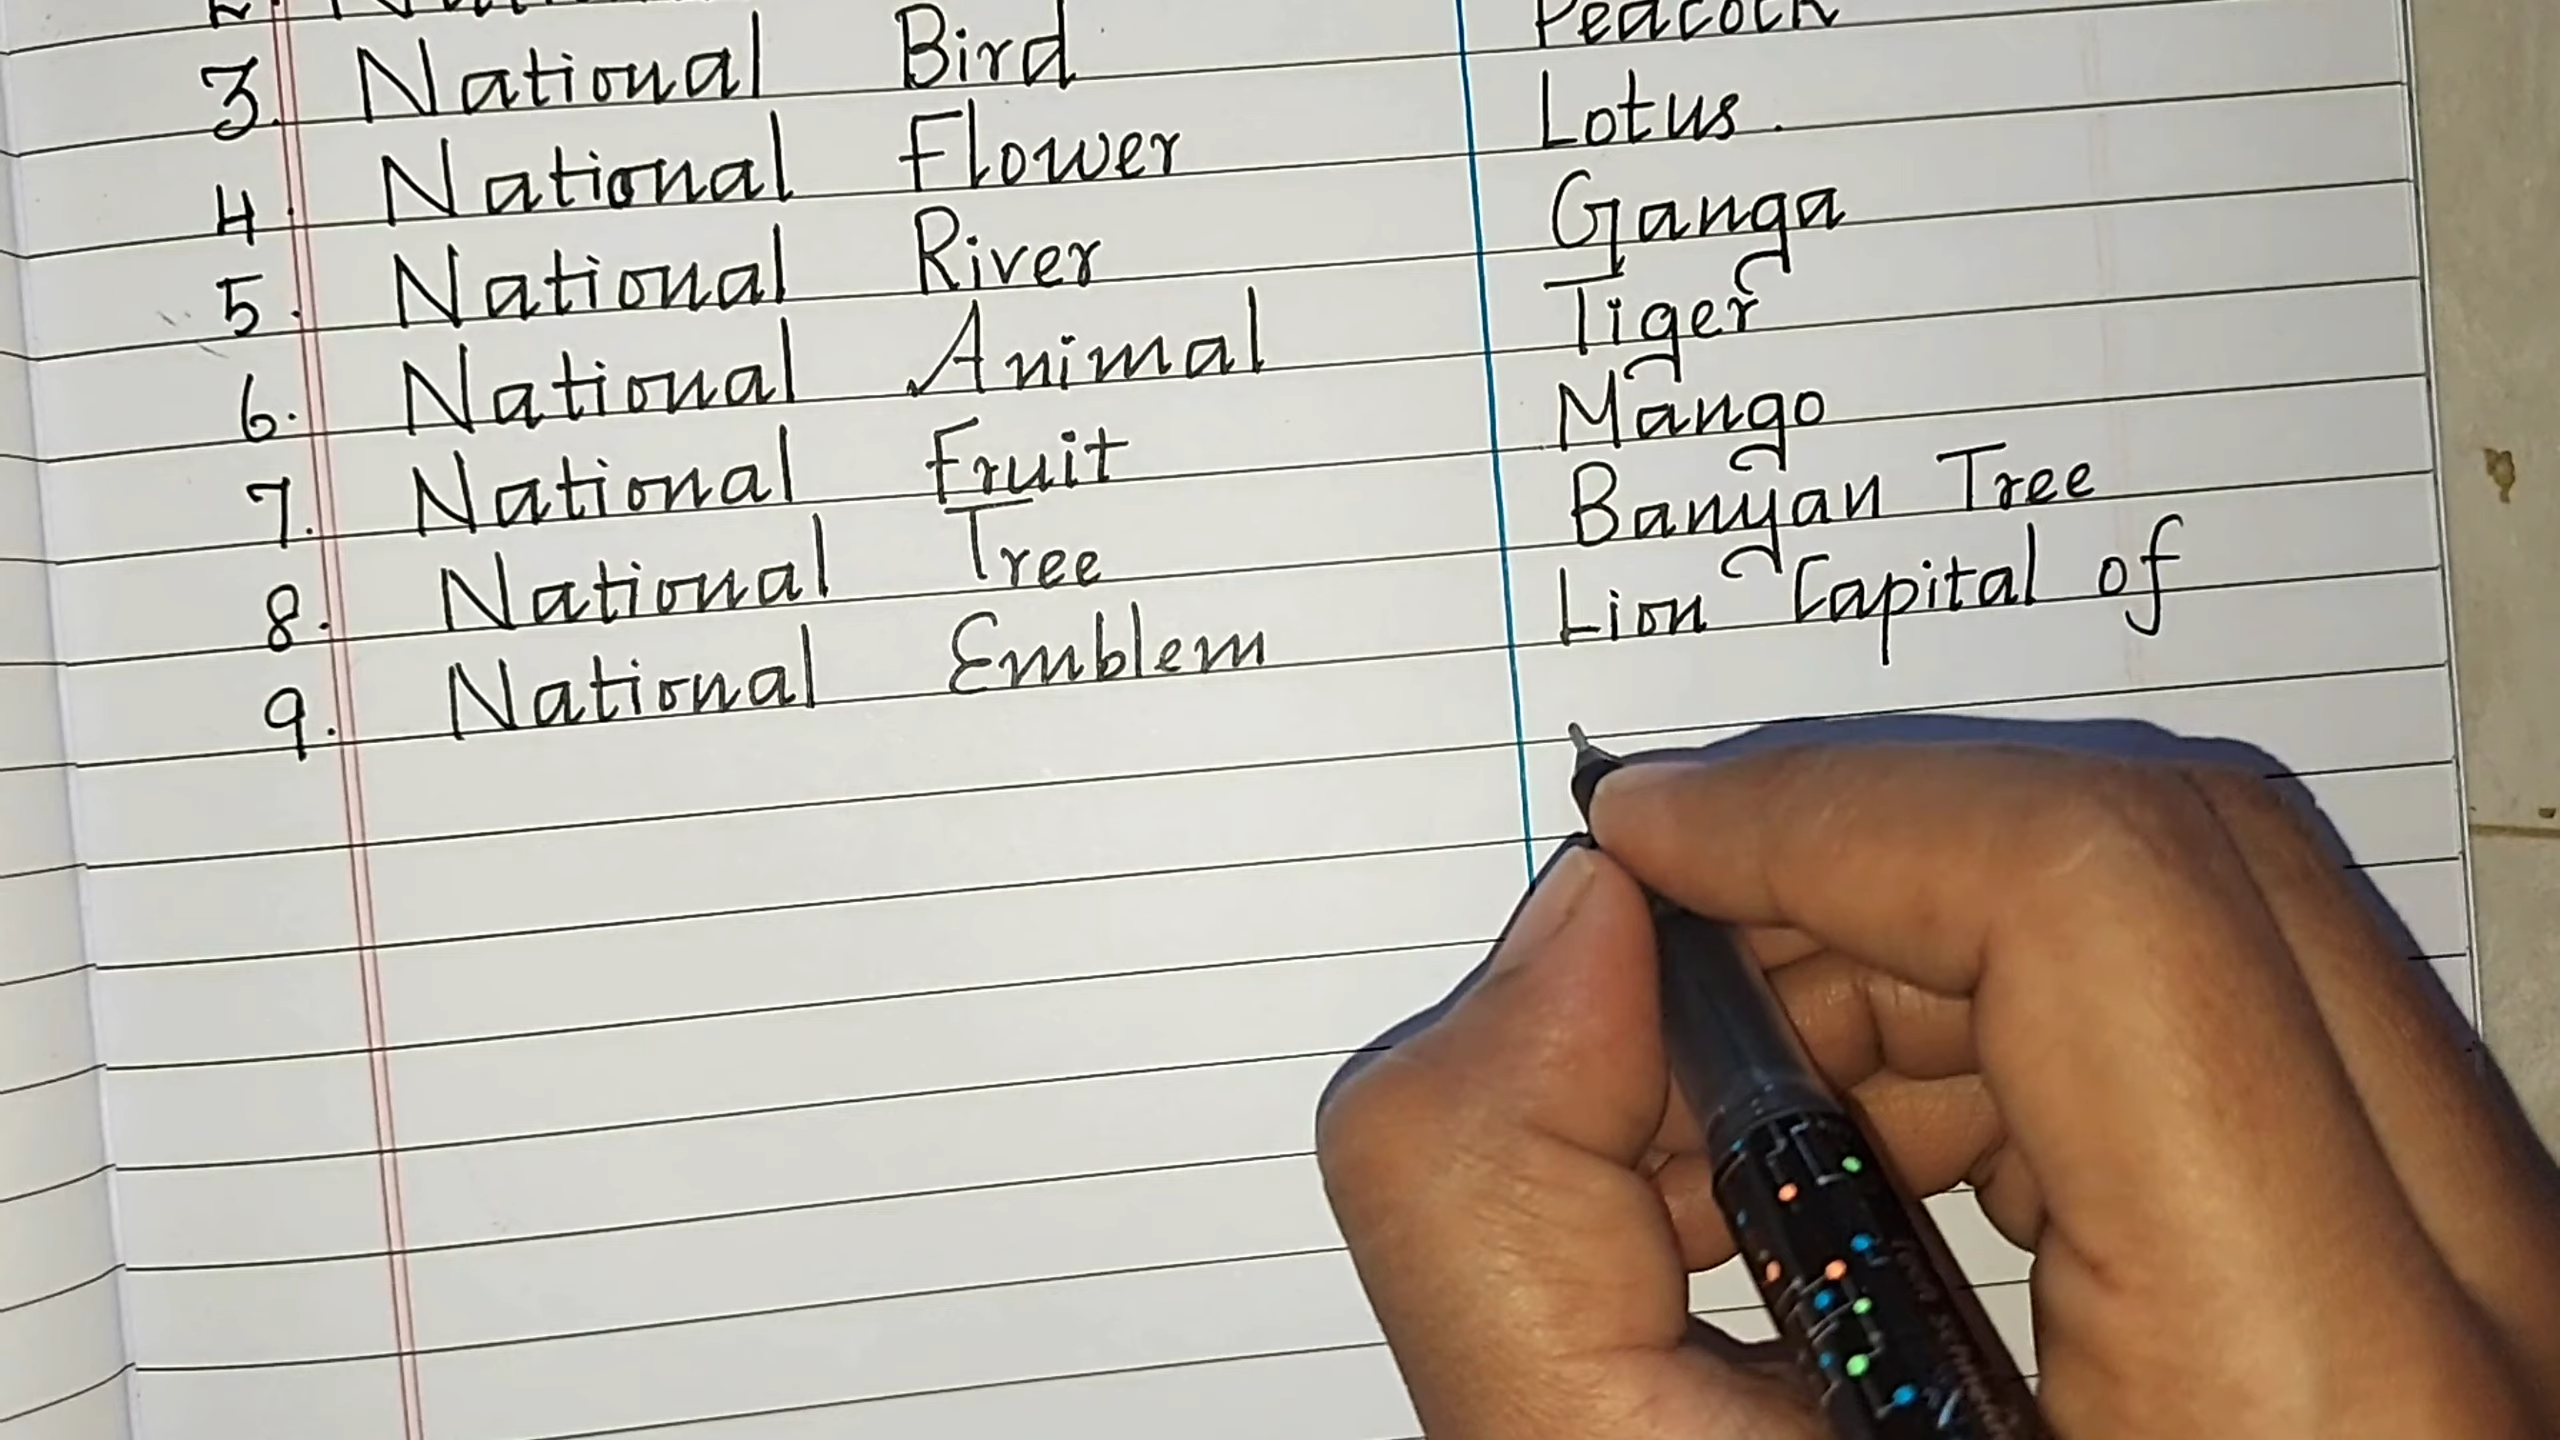 3. National Bird Peacock
4. National Flower Lotus.
5. National River Ganga
6. National Animal Tiger
7. National Fruit Mango
8. National Tree Banyan Tree
9. National Emblem Lion Capital of